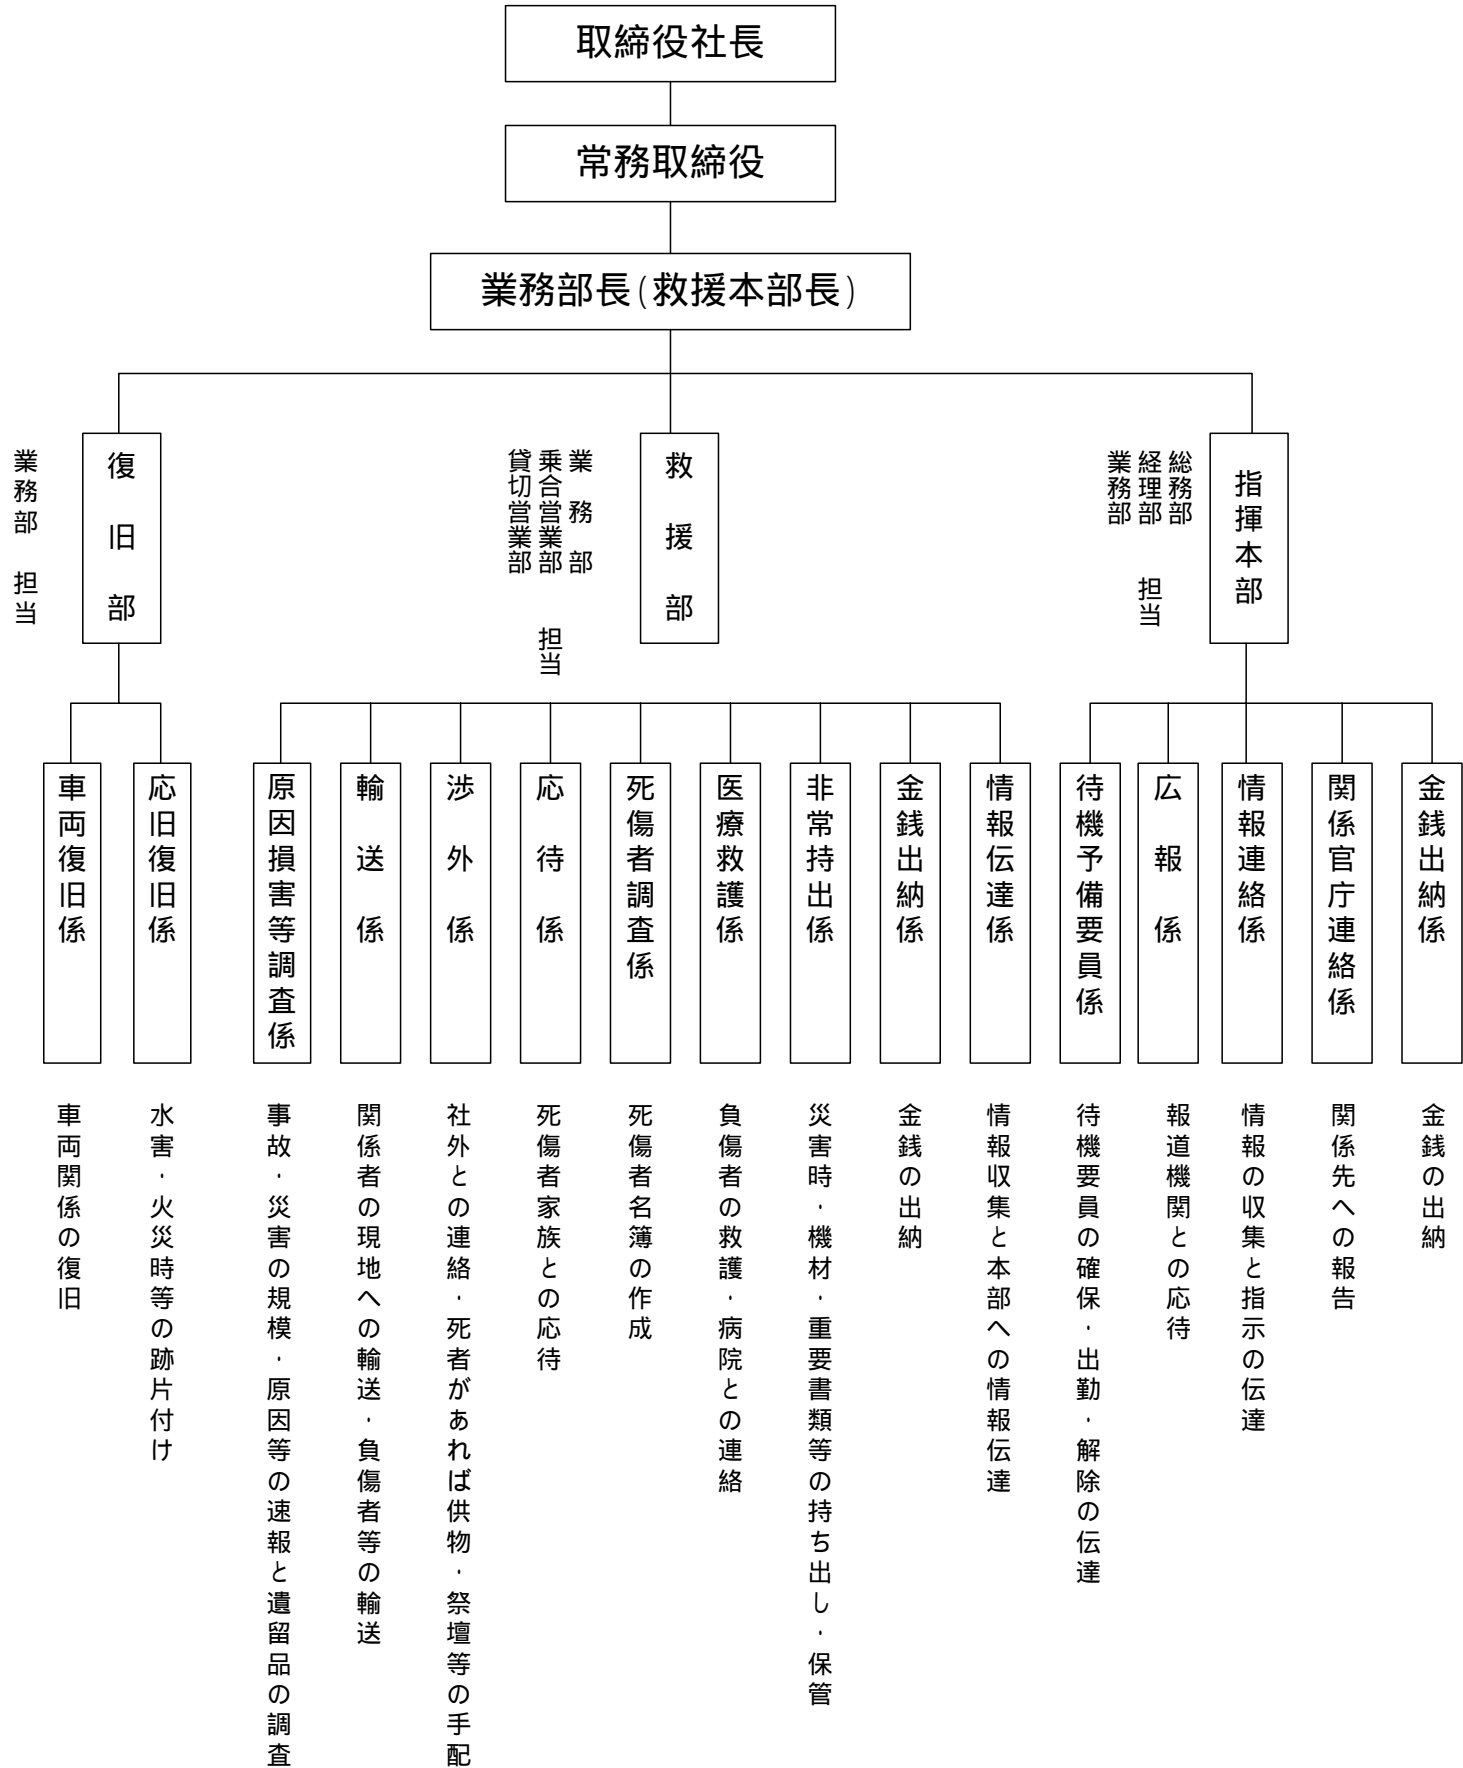 取締役社長
常務取締役
業務部長(救援本部長)
指揮本部
総務部
経理部
業務部
担当
救援部
業務部
乗合営業部
貸切営業部
担当
復旧部
業務部 担当
金銭出納係
関係官庁連絡係
情報連絡係
広報係
待機予備要員係
情報伝達係
金銭出納係
非常持出係
医療救護係
死傷者調査係
応待係
渉外係
輸送係
原因損害等調査係
応旧復旧係
車両復旧係
金銭の出納
関係先への報告
情報の収集と指示の伝達
報道機関との応待
待機要員の確保・出勤・解除の伝達
情報収集と本部への情報伝達
金銭の出納
災害時・機材・重要書類等の持ち出し・保管
負傷者の救護・病院との連絡
死傷者名簿の作成
死傷者家族との応待
社外との連絡・死者があれば供物・祭壇等の手配
関係者の現地への輸送・負傷者等の輸送
事故・災害の規模・原因等の速報と遺留品の調査
水害・火災時等の跡片付け
車両関係の復旧